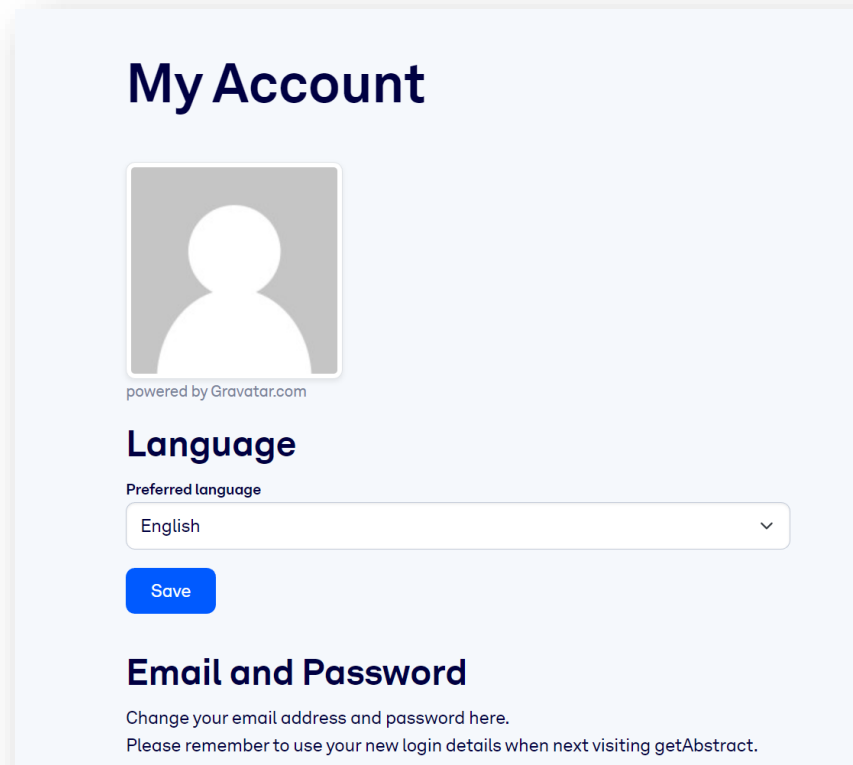 My Account
powered by Gravatar.com
Language
Preferred language
English
Save
Email and Password
Change your email address and password here.
Please remember to use your new login details when next visiting getAbstract.